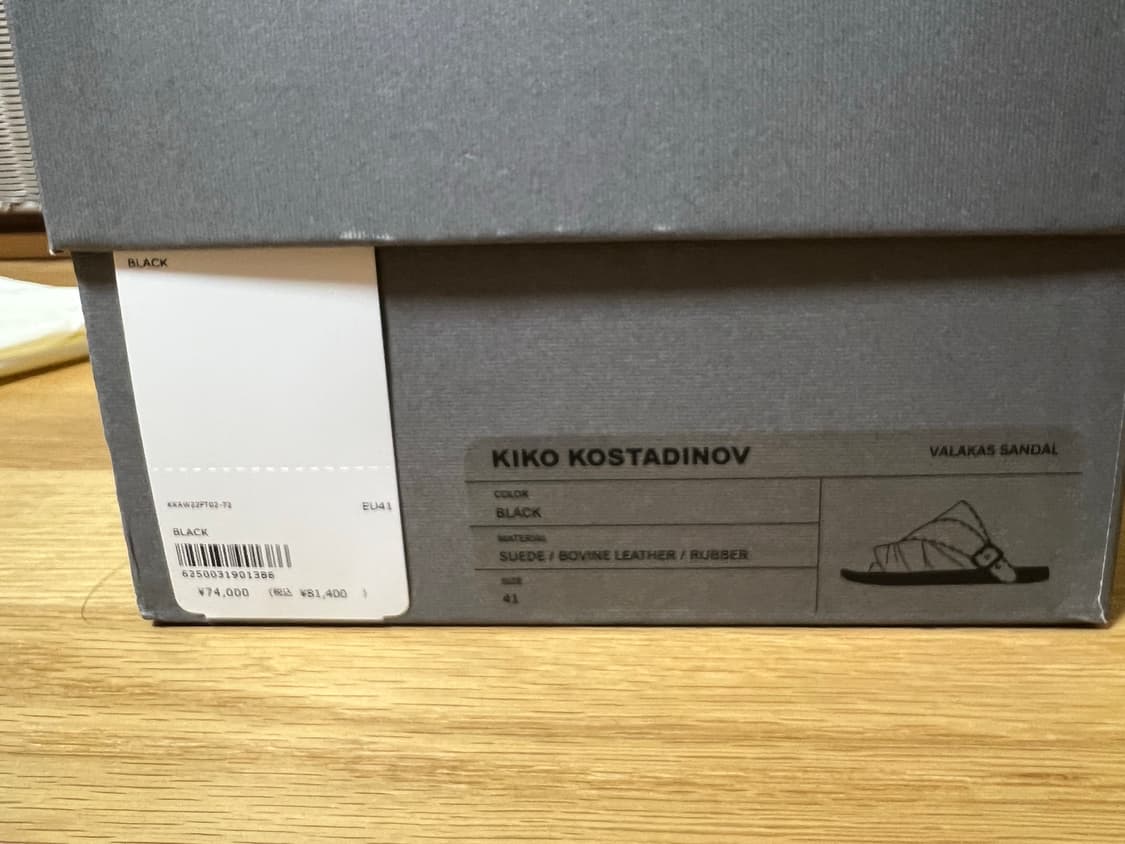 BLACK
KKAW22FT02-72 EU41
BLACK
6250031901386
¥74,000 (税込 ¥81,400 )
KIKO KOSTADINOV VALAKAS SANDAL
COLOR
BLACK
MATERIAL
SUEDE / BOVINE LEATHER / RUBBER
SIZE
41